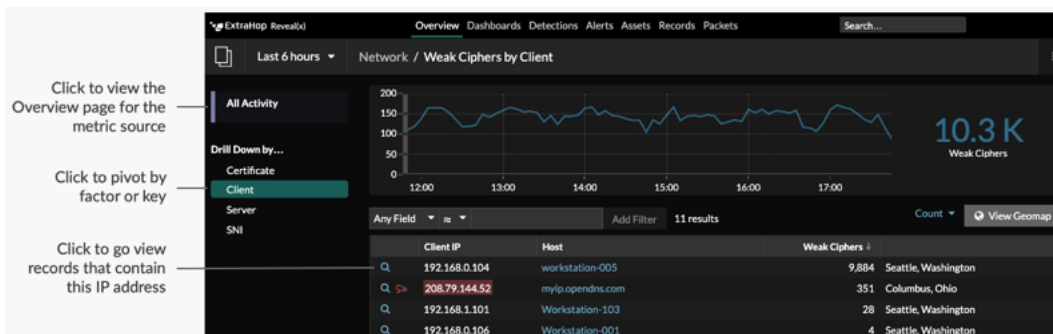 ExtraHop Reveal(x)
Overview Dashboards Detections Alerts Assets Records Packets
Search...
Last 6 hours
Network / Weak Ciphers by Client
Click to view the
Overview page for the
metric source
All Activity
Drill Down by...
Certificate
Click to pivot by
factor or key
Client
Server
SNI
Click to go view
records that contain
this IP address
200
150
100
50
0
12:00 13:00 14:00 15:00 16:00 17:00
10.3 K
Weak Ciphers
Any Field ≈ Add Filter 11 results Count View Geomap
Client IP Host Weak Ciphers ↓
192.168.0.104 workstation-005 9,884 Seattle, Washington
208.79.144.52 myip.opendns.com 351 Columbus, Ohio
192.168.1.101 Workstation-103 28 Seattle, Washington
192.168.0.106 Workstation-001 4 Seattle, Washington